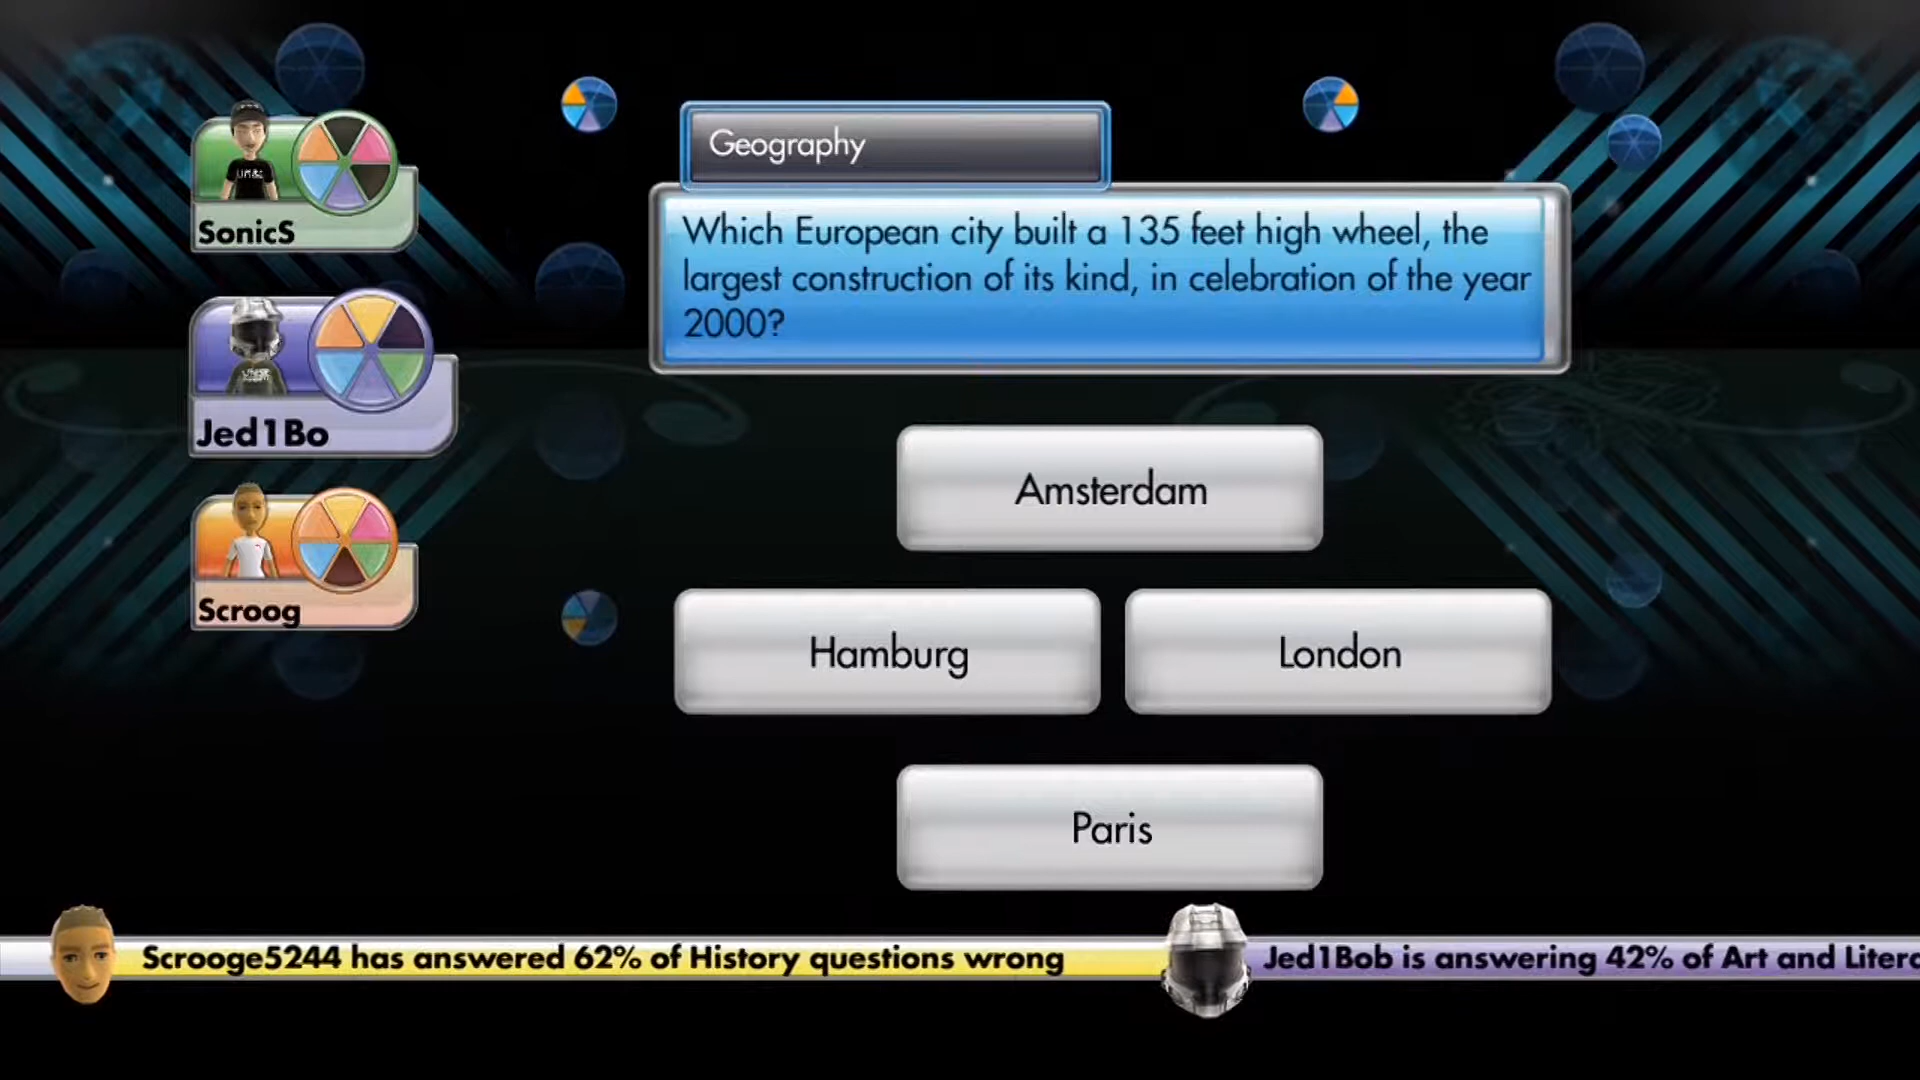 Geography
Which European city built a 135 feet high wheel, the
largest construction of its kind, in celebration of the year
2000?
SonicS
Jed1Bo
Scroog
Amsterdam
Hamburg
London
Paris
Scrooge5244 has answered 62% of History questions wrong
Jed1Bob is answering 42% of Art and Litera